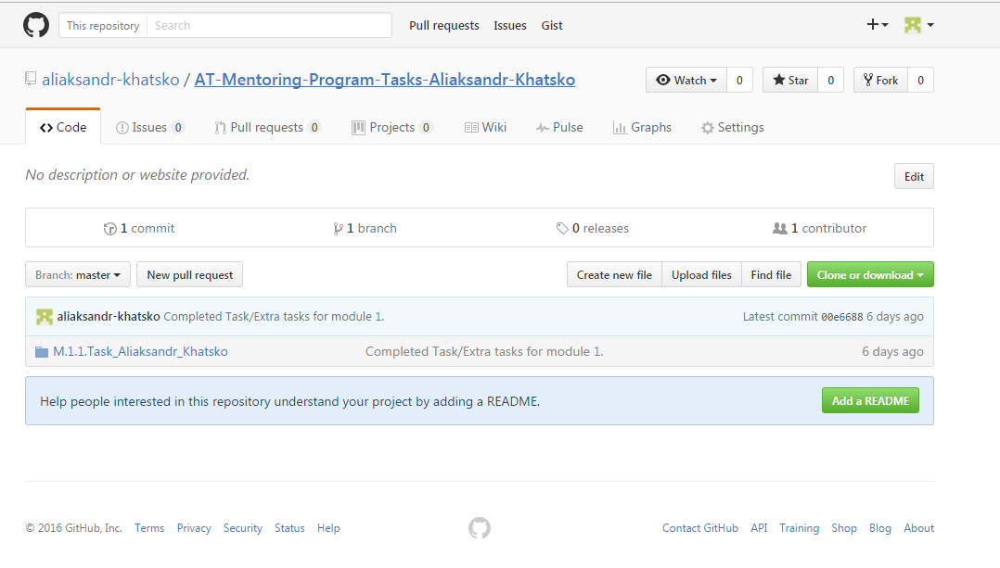 This repository Search Pull requests Issues Gist
aliaksandr-khatsko / AT-Mentoring-Program-Tasks-Aliaksandr-Khatsko Watch 0 Star 0 Fork 0
Code Issues 0 Pull requests 0 Projects 0 Wiki Pulse Graphs Settings
No description or website provided. Edit
1 commit 1 branch 0 releases 1 contributor
Branch: master New pull request Create new file Upload files Find file Clone or download
aliaksandr-khatsko Completed Task/Extra tasks for module 1. Latest commit 00e6688 6 days ago
M.1.1.Task_Aliaksandr_Khatsko Completed Task/Extra tasks for module 1. 6 days ago
Help people interested in this repository understand your project by adding a README. Add a README
© 2016 GitHub, Inc. Terms Privacy Security Status Help Contact GitHub API Training Shop Blog About